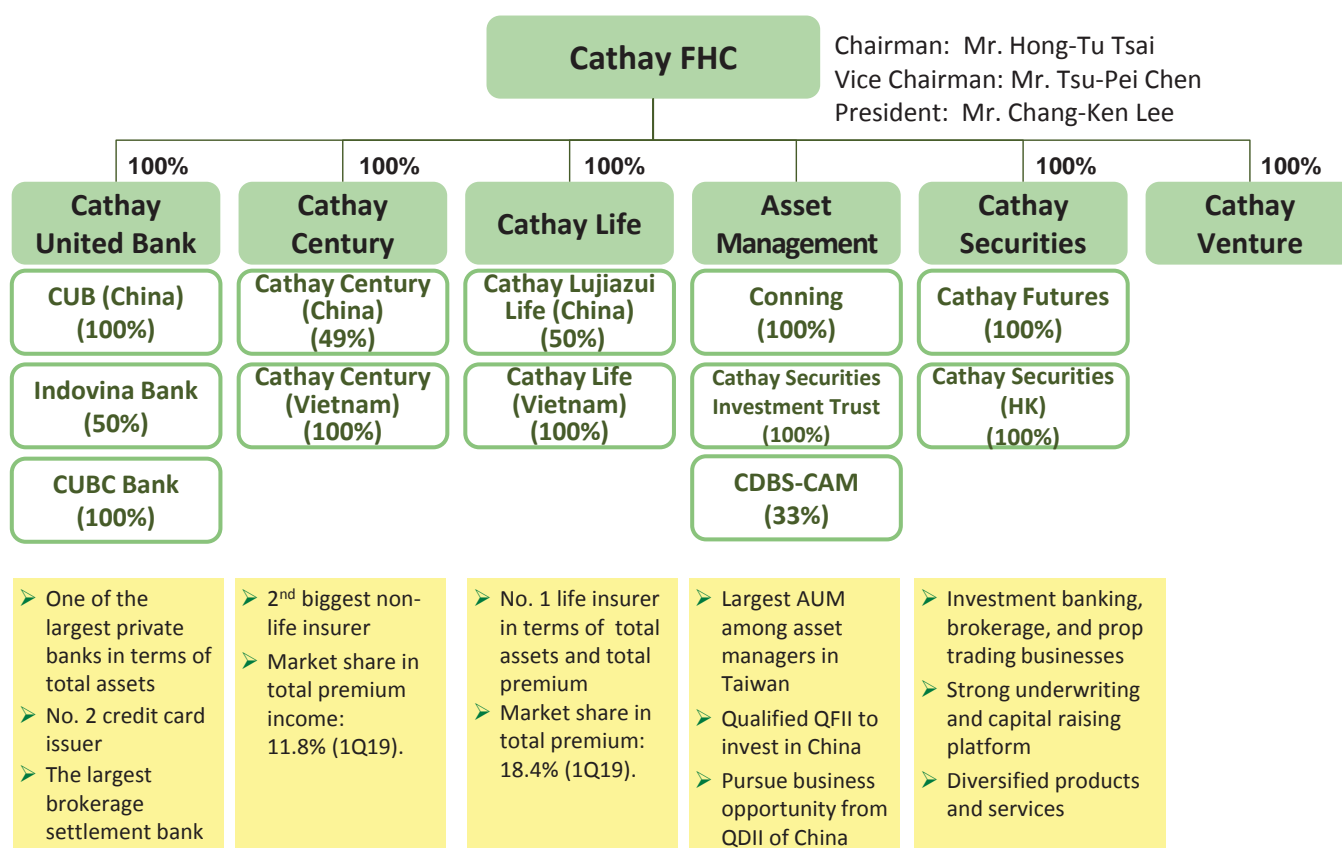 Cathay FHC
Chairman: Mr. Hong-Tu Tsai
Vice Chairman: Mr. Tsu-Pei Chen
President: Mr. Chang-Ken Lee
100%
100%
100%
100%
100%
Cathay
United Bank
Cathay
Century
Cathay Life
Asset
Management
Cathay
Securities
Cathay
Venture
CUB (China)
(100%)
Cathay Century
(China)
(49%)
Cathay Lujiazui
Life (China)
(50%)
Conning
(100%)
Cathay Futures
(100%)
Indovina Bank
(50%)
Cathay Century
(Vietnam)
(100%)
Cathay Life
(Vietnam)
(100%)
Cathay Securities
Investment Trust
(100%)
Cathay Securities
(HK)
(100%)
CUBC Bank
(100%)
CDBS-CAM
(33%)
➢ One of the
largest private
banks in terms of
total assets
➢ No. 2 credit card
issuer
➢ The largest
brokerage
settlement bank
➢ 2nd biggest non-
life insurer
➢ Market share in
total premium
income:
11.8% (1Q19).
➢ No. 1 life insurer
in terms of total
assets and total
premium
➢ Market share in
total premium:
18.4% (1Q19).
➢ Largest AUM
among asset
managers in
Taiwan
➢ Qualified QFII to
invest in China
➢ Pursue business
opportunity from
QDII of China
➢ Investment banking,
brokerage, and prop
trading businesses
➢ Strong underwriting
and capital raising
platform
➢ Diversified products
and services